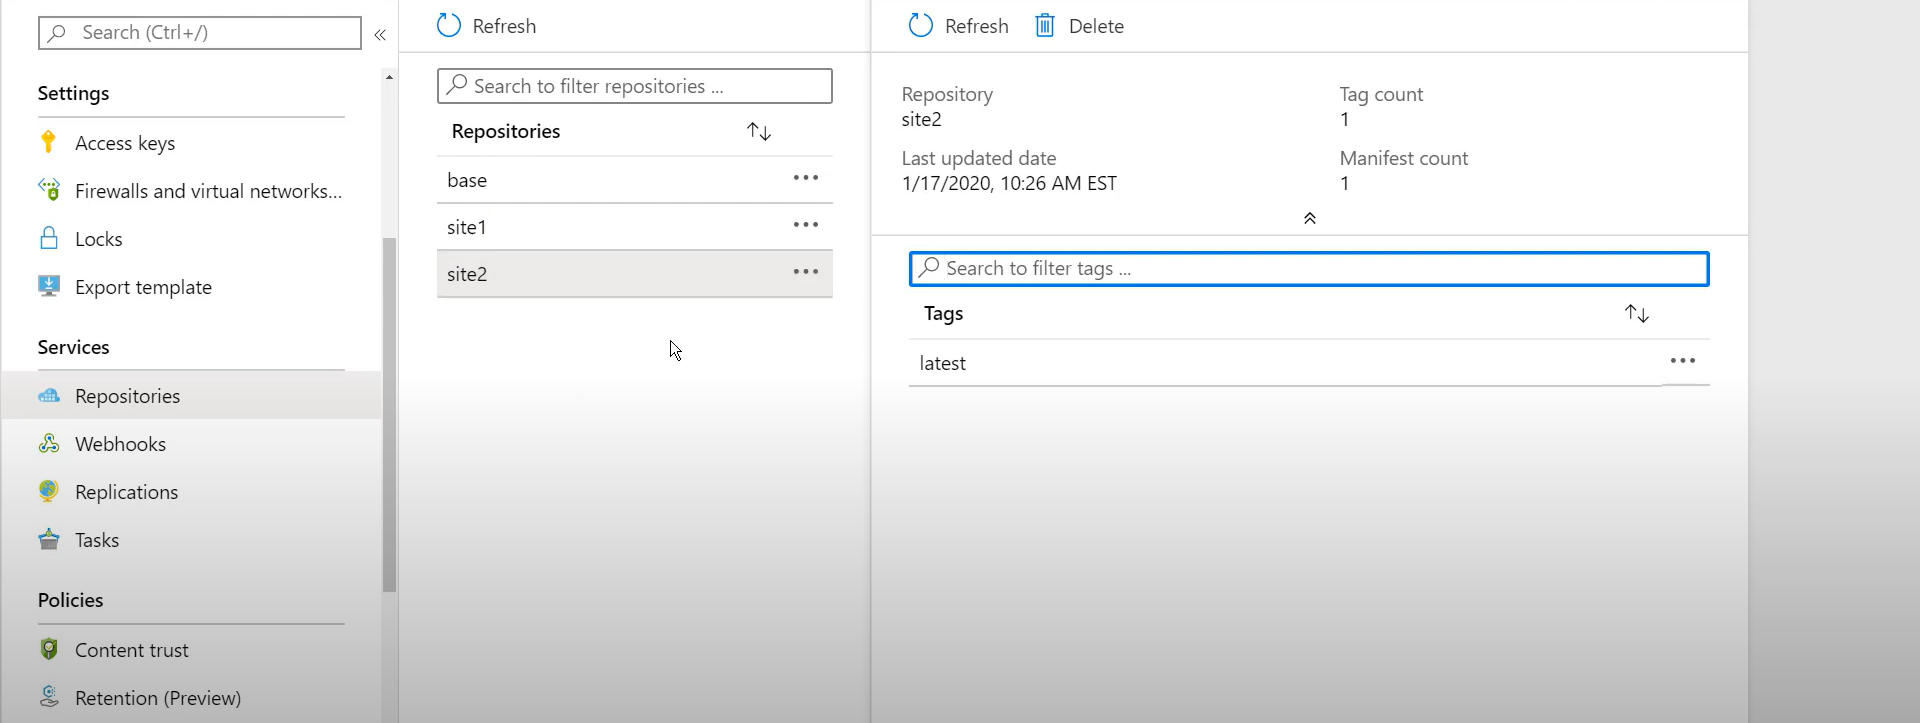 Search (Ctrl+/)
«
Settings
Access keys
Firewalls and virtual networks...
Locks
Export template
Services
Repositories
Webhooks
Replications
Tasks
Policies
Content trust
Retention (Preview)
Refresh
Search to filter repositories ...
Repositories
base
site1
site2
Refresh
Delete
Repository
site2
Tag count
1
Last updated date
1/17/2020, 10:26 AM EST
Manifest count
1
Search to filter tags ...
Tags
latest